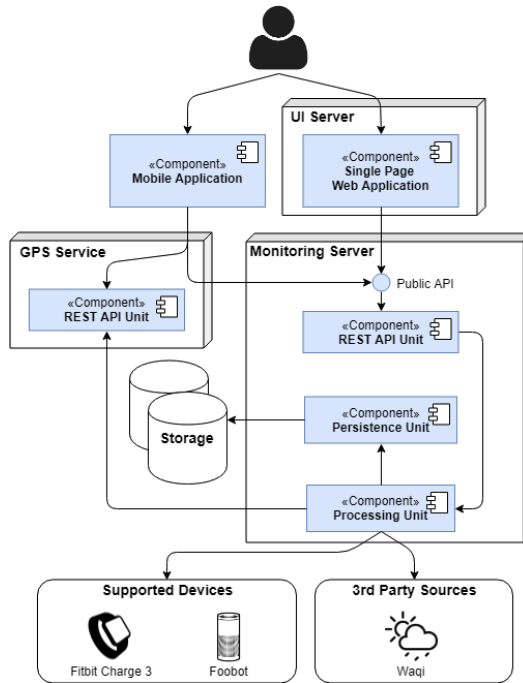 UI Server
«Component»
Mobile Application
«Component»
Single Page
Web Application
GPS Service
Monitoring Server
Public API
«Component»
REST API Unit
«Component»
REST API Unit
«Component»
Persistence Unit
Storage
«Component»
Processing Unit
Supported Devices
3rd Party Sources
Fitbit Charge 3
Foobot
Waqi